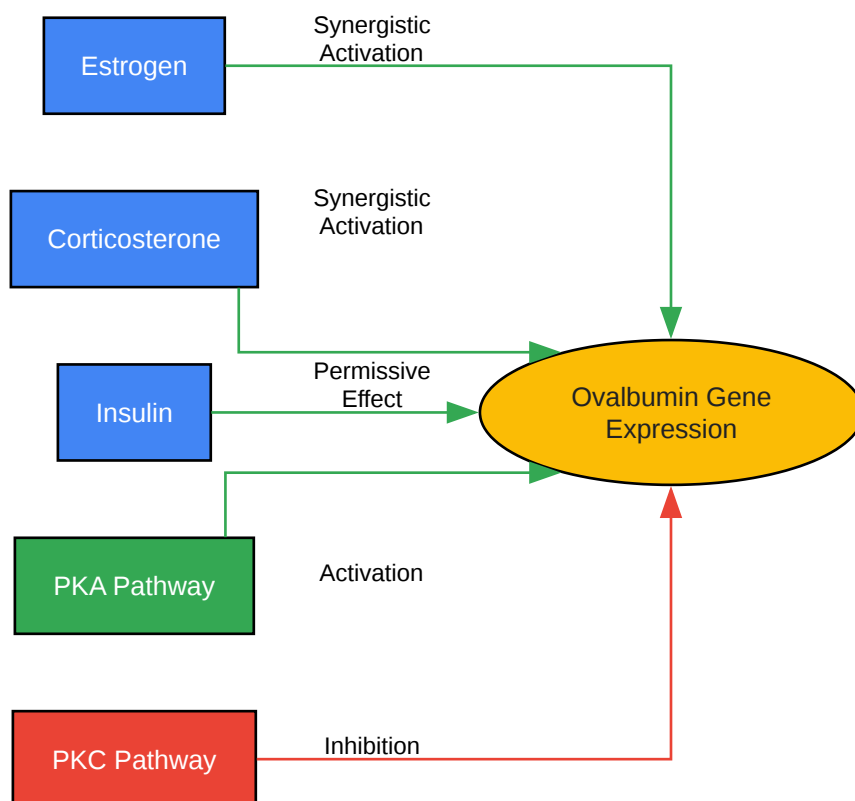 Synergistic
Activation
Estrogen
Synergistic
Activation
Corticosterone
Permissive
Effect
Insulin
Ovalbumin Gene
Expression
PKA Pathway
Activation
PKC Pathway
Inhibition